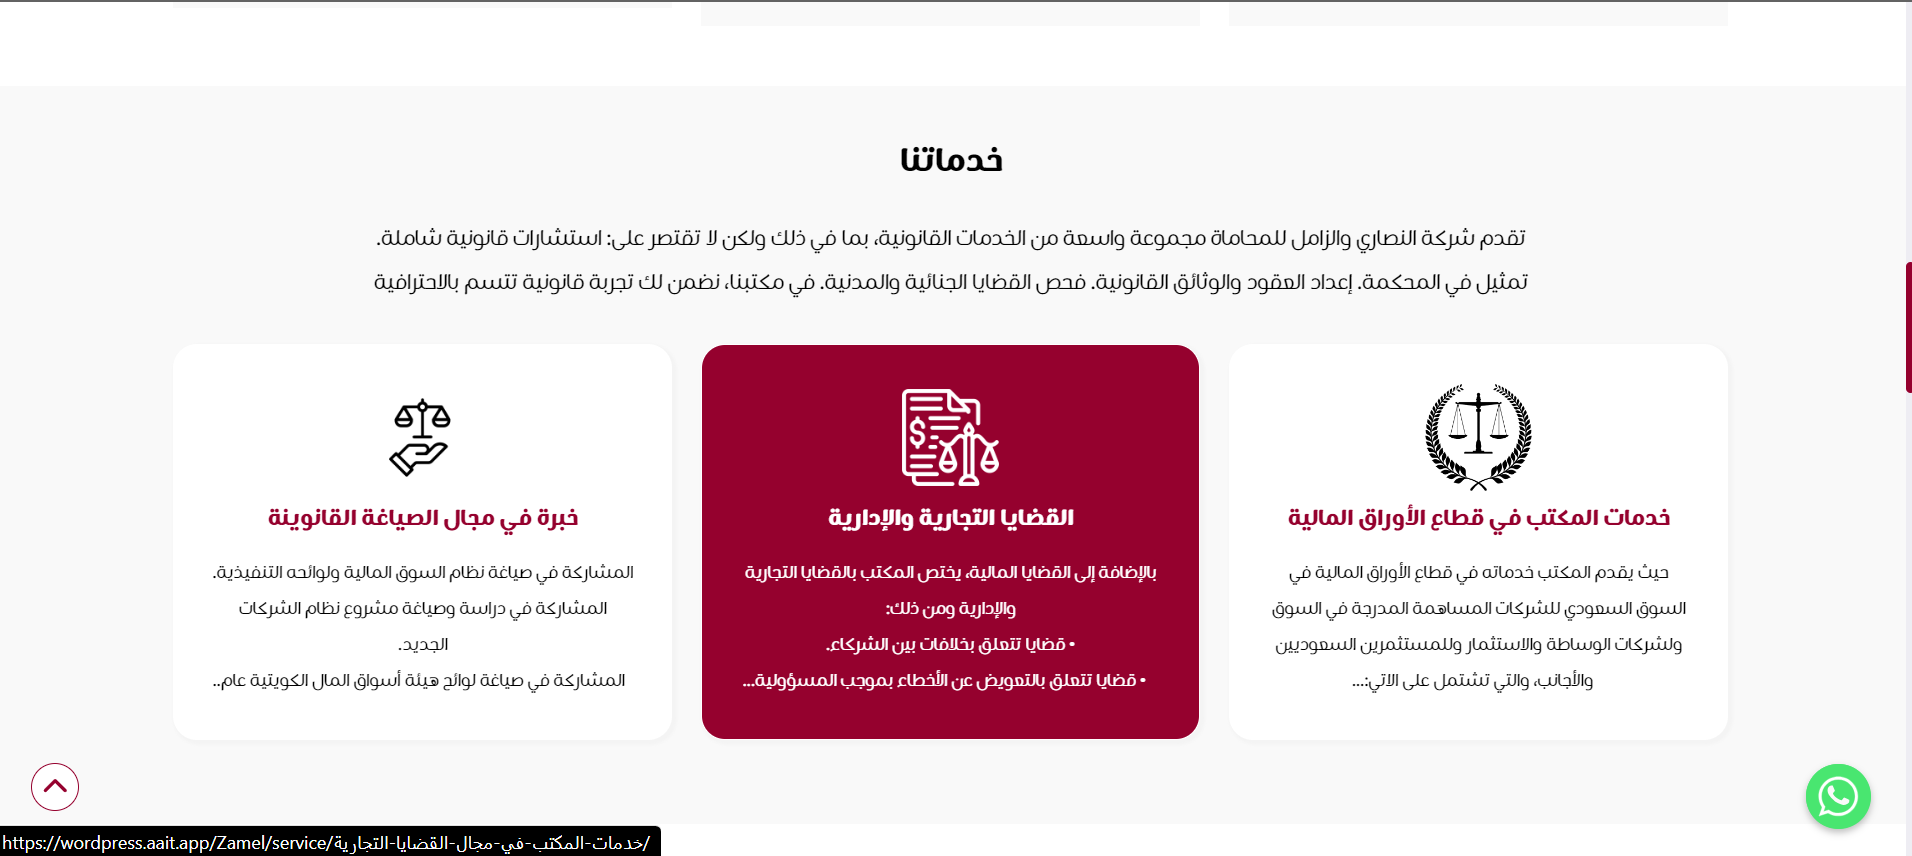 خدماتنا
تقدم شركة النصاري والزامل للمحاماة مجموعة واسعة من الخدمات القانونية، بما في ذلك ولكن لا تقتصر على: استشارات قانونية شاملة.
تمثيل في المحكمة. إعداد العقود والوثائق القانونية. فحص القضايا الجنائية والمدنية. في مكتبنا، نضمن لك تجربة قانونية تتسم بالاحترافية
خدمات المكتب في قطاع الأوراق المالية
حيث يقدم المكتب خدماته في قطاع الأوراق المالية في
السوق السعودي للشركات المساهمة المدرجة في السوق
ولشركات الوساطة والاستثمار وللمستثمرين السعوديين
والأجانب، والتي تشتمل على الاتي:...
القضايا التجارية والإدارية
بالإضافة إلى القضايا المالية، يختص المكتب بالقضايا التجارية
والإدارية ومن ذلك:
• قضايا تتعلق بخلافات بين الشركاء.
• قضايا تتعلق بالتعويض عن الأخطاء بموجب المسؤولية...
خبرة في مجال الصياغة القانوينة
المشاركة في صياغة نظام السوق المالية ولوائحه التنفيذية.
المشاركة في دراسة وصياغة مشروع نظام الشركات
الجديد.
المشاركة في صياغة لوائح هيئة أسواق المال الكويتية عام..
https://wordpress.aait.app/Zamel/service/خدمات-المكتب-في-مجال-القضايا-التجارية/